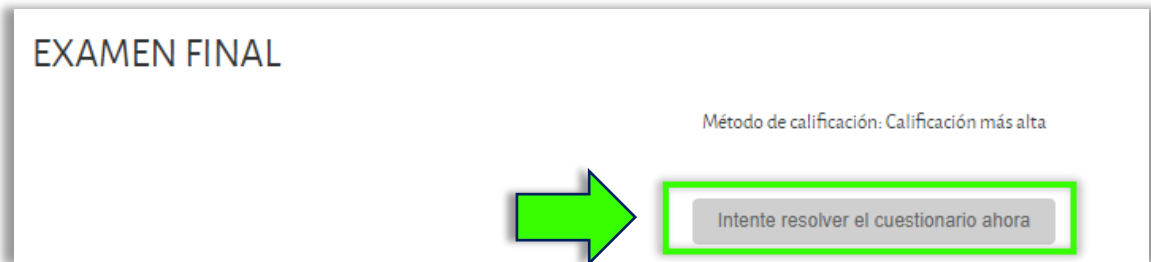 EXAMEN FINAL
Método de calificación: Calificación más alta
Intente resolver el cuestionario ahora